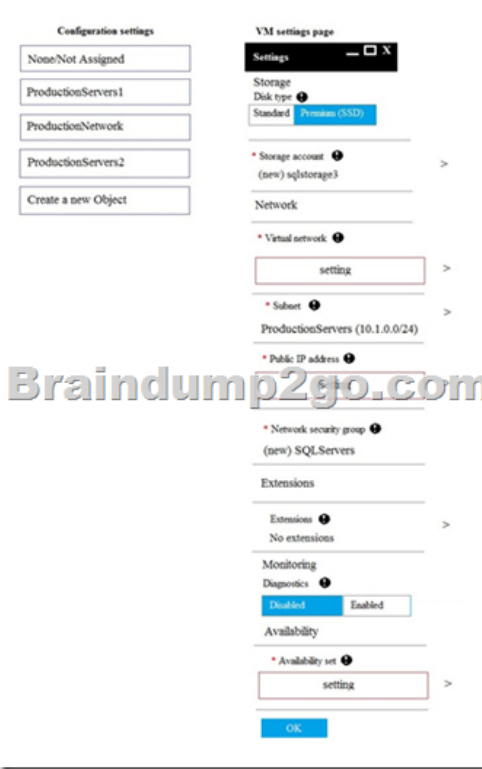 Configuration settings
None/Not Assigned
ProductionServers1
ProductionNetwork
ProductionServers2
Create a new Object
VM settings page
Settings
X
Storage
Disk type
Standard Premium (SSD)
* Storage account
(new) sqlstorage3
>
Network
* Virtual network
setting
>
* Subnet
>
ProductionServers (10.1.0.0/24)
* Public IP address
Braindump2go.com
* Network security group
(new) SQLServers
Extensions
Extensions
>
No extensions
Monitoring
Diagnostics
Disabled Enabled
Availability
* Availability set
setting
>
OK